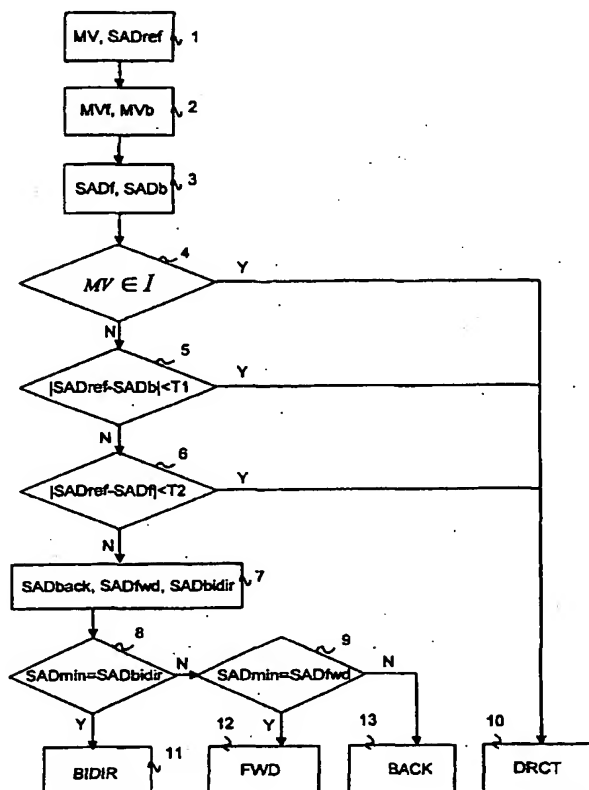 MV, SADref
1
MVf, MVb
2
SADf, SADb
3
4
MV ∈ I
Y
N
5
|SADref-SADb|<T1
Y
N
6
|SADref-SADf|<T2
Y
N
7
SADback, SADfwd, SADbidir
8
9
SADmin=SADbidir
N
SADmin=SADfwd
N
Y
12
Y
13
10
BIDIR
11
FWD
BACK
DRCT